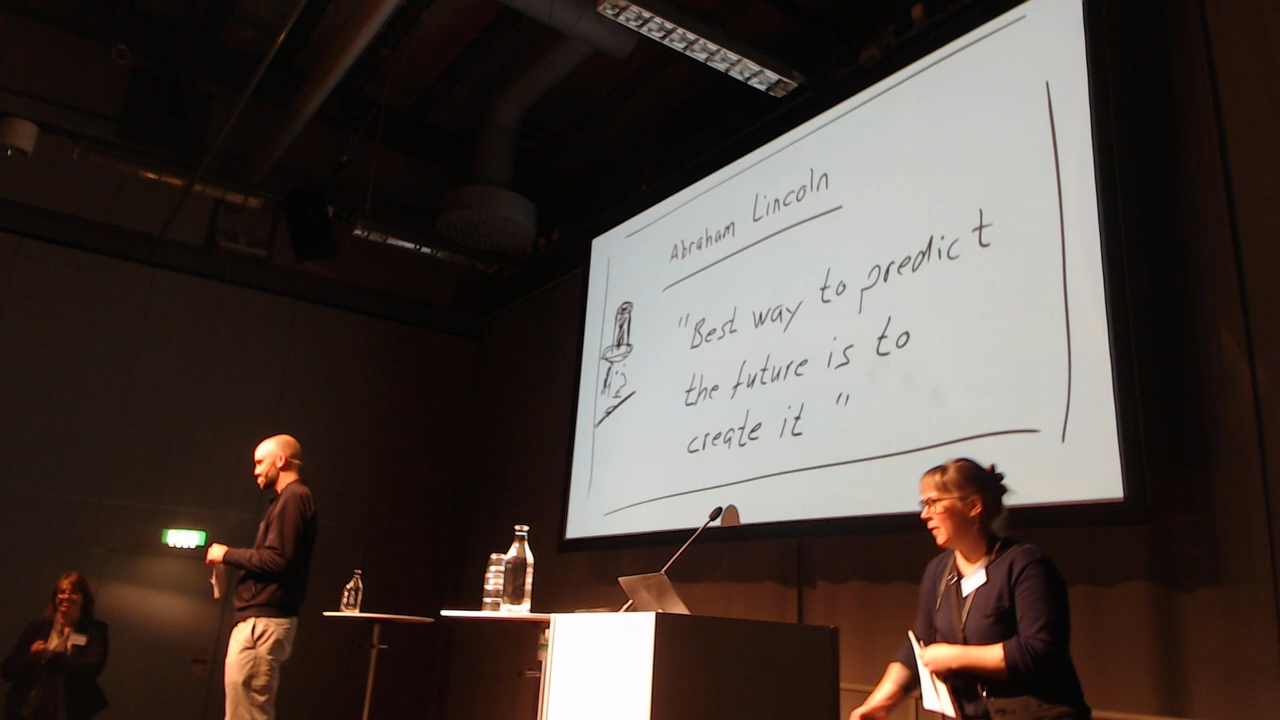 Abraham Lincoln
"Best way to predict
the future is to
create it"